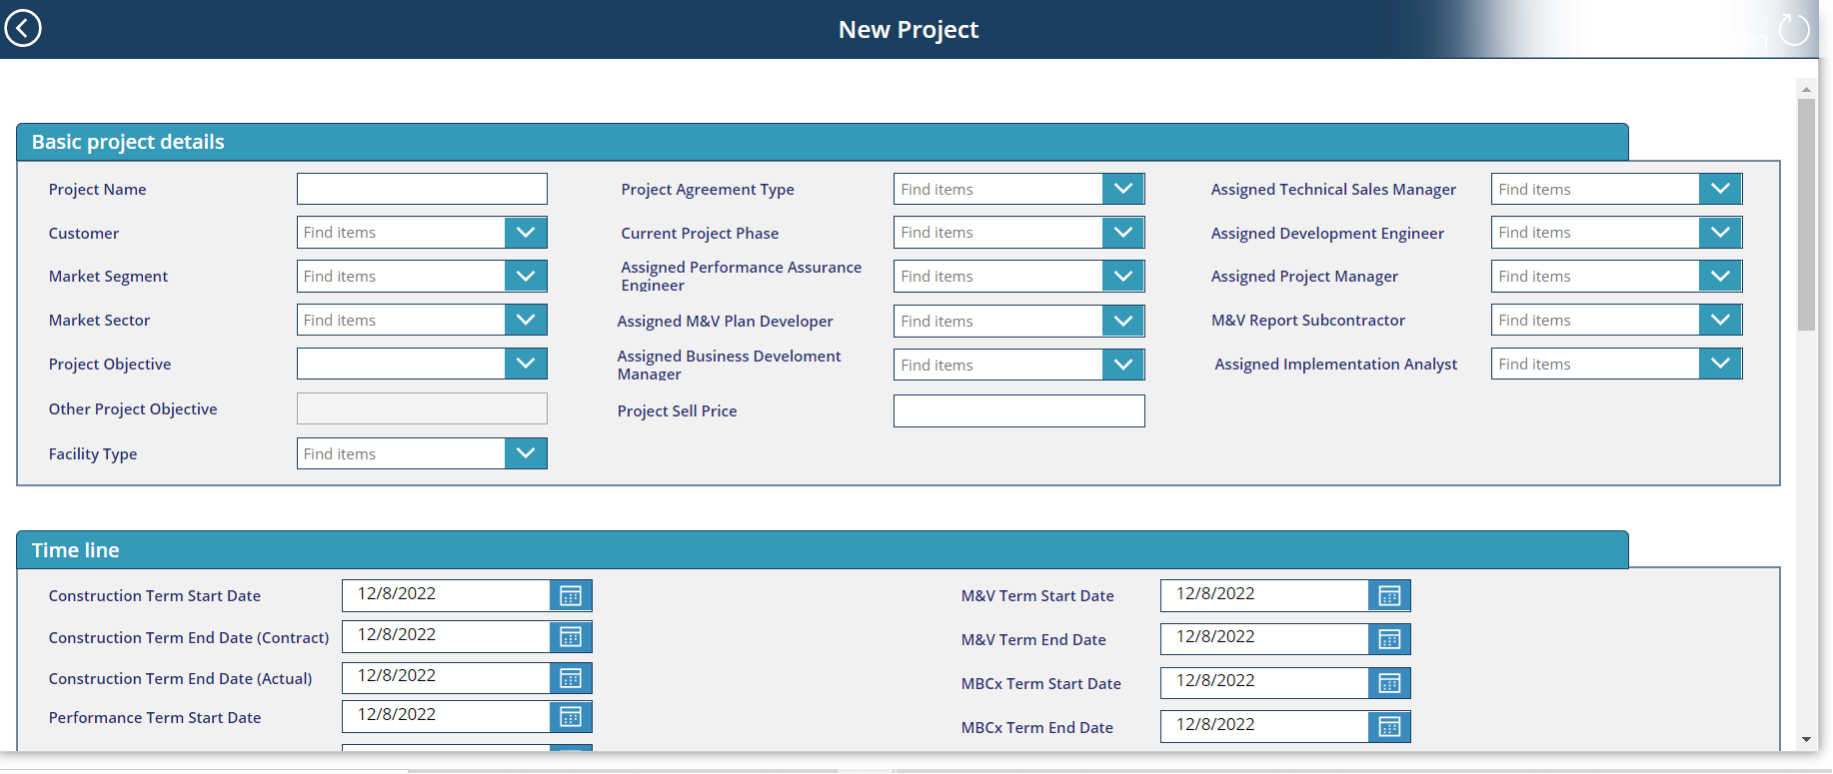 New Project
on
Basic project details
Project Name
Project Agreement Type
Find items
Assigned Technical Sales Manager
Find items
Customer
Find items
Current Project Phase
Find items
Assigned Development Engineer
Find items
Market Segment
Find items
Assigned Performance Assurance
Engineer
Find items
Assigned Project Manager
Find items
Market Sector
Find items
Assigned M&V Plan Developer
Find items
M&V Report Subcontractor
Find items
Project Objective
Assigned Business Develoment
Manager
Find items
Assigned Implementation Analyst
Find items
Other Project Objective
Project Sell Price
Facility Type
Find items
Time line
Construction Term Start Date
12/8/2022
M&V Term Start Date
12/8/2022
Construction Term End Date (Contract)
12/8/2022
M&V Term End Date
12/8/2022
Construction Term End Date (Actual)
12/8/2022
MBCx Term Start Date
12/8/2022
Performance Term Start Date
12/8/2022
MBCx Term End Date
12/8/2022